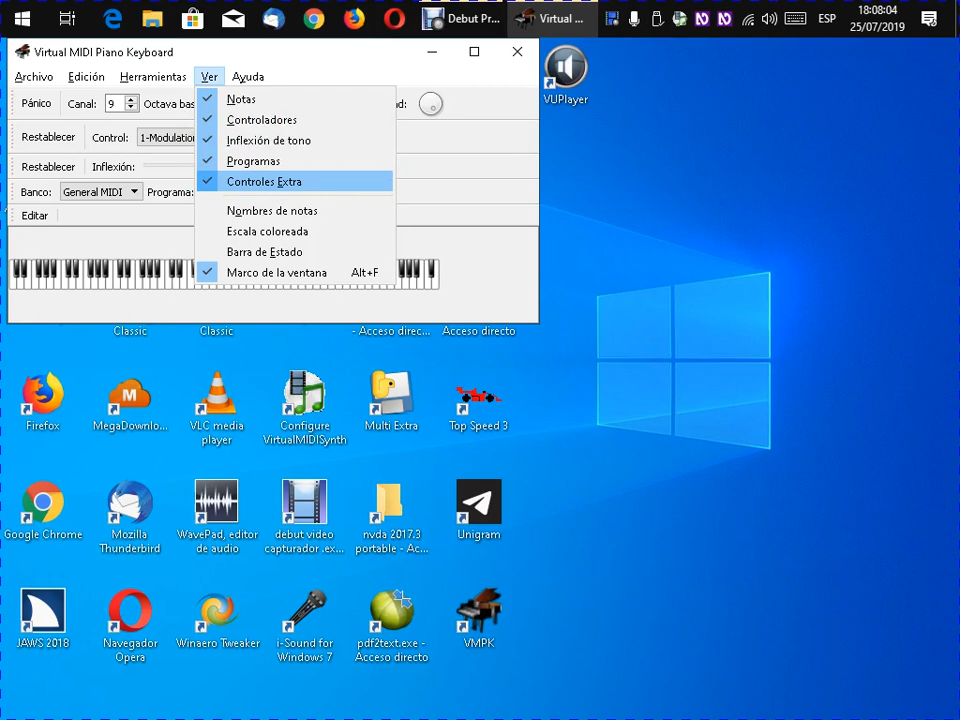 Debut Pr...
Virtual ...
ESP
18:08:04
25/07/2019
Virtual MIDI Piano Keyboard
Archivo Edición Herramientas Ver Ayuda
Pánico Canal: 9 Octava bas d:
Restablecer Control: 1-Modulation
Restablecer Inflexión:
Banco: General MIDI Programa:
Editar
Notas
Controladores
Inflexión de tono
Programas
Controles Extra
Nombres de notas
Escala coloreada
Barra de Estado
Marco de la ventana Alt+F
VUPlayer
Classic
Classic
- Acceso direc...
Acceso directo
Firefox
MegaDownlo...
VLC media
player
Configure
VirtualMIDISynth
Multi Extra
Top Speed 3
Google Chrome
Mozilla
Thunderbird
WavePad, editor
de audio
debut video
capturador .ex...
nvda 2017.3
portable - Ac...
Unigram
JAWS 2018
Navegador
Opera
Winaero Tweaker
i-Sound for
Windows 7
pdf2text.exe -
Acceso directo
VMPK